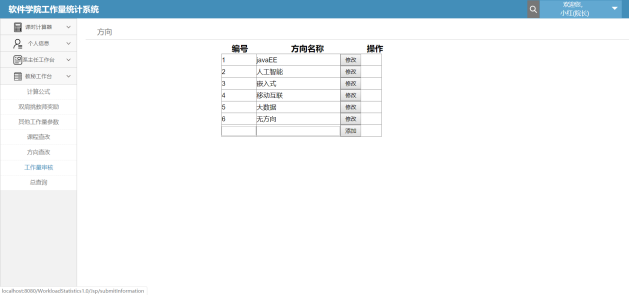 软件学院工作量统计系统
欢迎您,
小红(院长)
课时计算器
个人信息
系主任工作台
教秘工作台
计算公式
双肩挑教师奖励
其他工作量参数
课程查改
方向查改
工作量审核
总查询
方向
编号 方向名称 操作
1 javaEE 修改
2 人工智能 修改
3 嵌入式 修改
4 移动互联 修改
5 大数据 修改
6 无方向 修改
添加
localhost:8080/WorkloadStatistics1.0/jsp/submitInformation